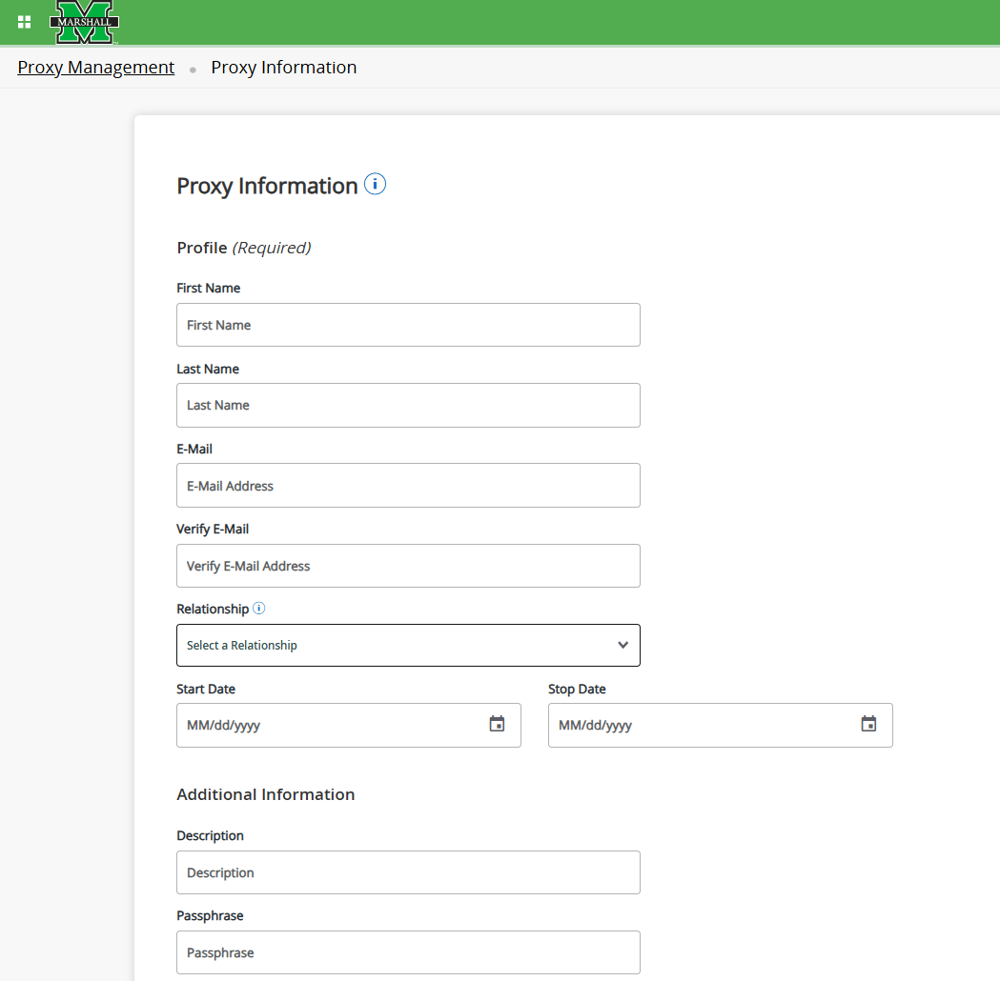 MARSHALL
Proxy Management • Proxy Information
Proxy Information
Profile (Required)
First Name
First Name
Last Name
Last Name
E-Mail
E-Mail Address
Verify E-Mail
Verify E-Mail Address
Relationship
Select a Relationship
Start Date Stop Date
MM/dd/yyyy MM/dd/yyyy
Additional Information
Description
Description
Passphrase
Passphrase